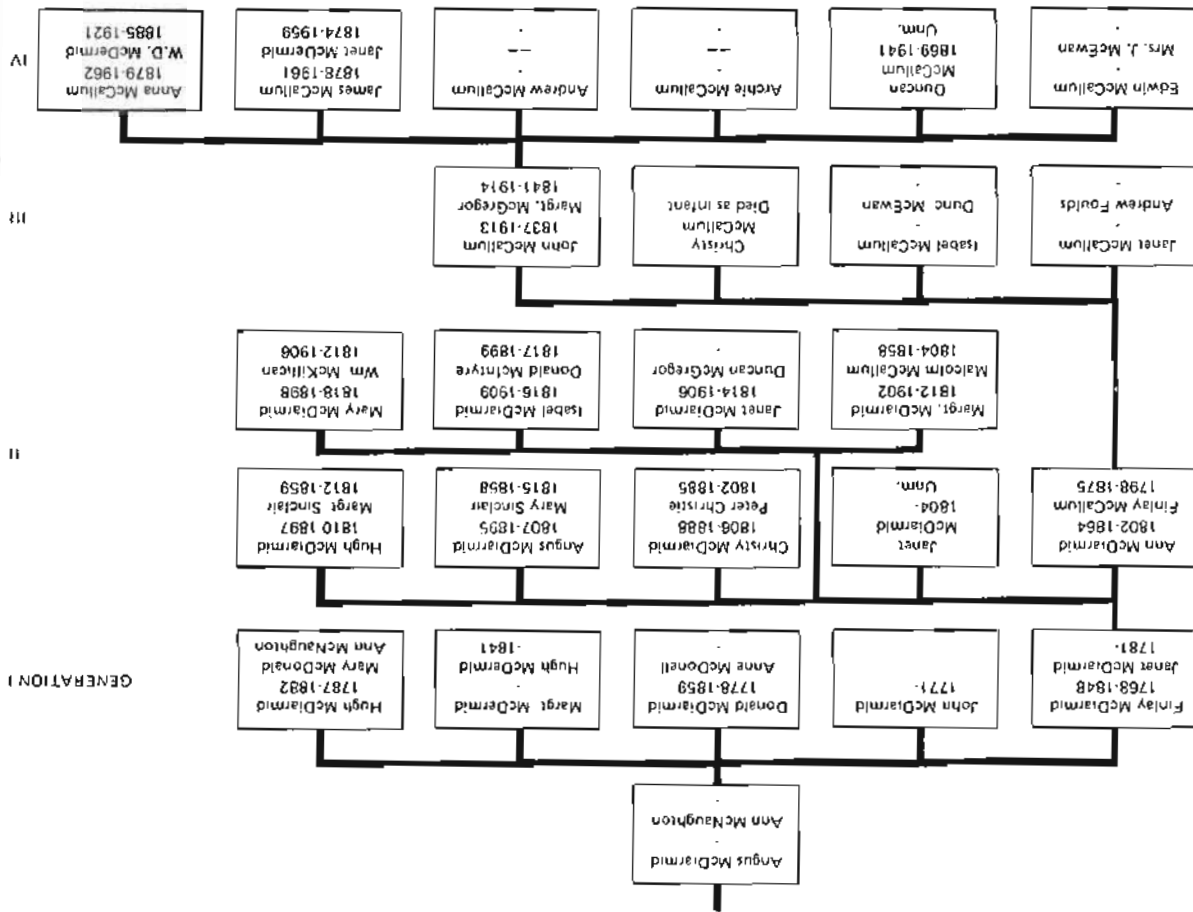 Angus McDiarmid
-
Ann McNaughton
-
Finlay McDiarmid
1768-1848
Janet McDiarmid
1781-
John McDiarmid
1771-
-
Donald McDiarmid
1778-1859
Anne McDonell
-
Margt. McDermid
-
Hugh McDermid
-1841
Hugh McDiarmid
1787-1882
Mary McDonald
Ann McNaughton
GENERATION I
Ann McDiarmid
1802-1864
Finlay McCallum
1798-1875
Janet
McDiarmid
1804-
Unm.
Christy McDiarmid
1806-1888
Peter Christie
1802-1885
Angus McDiarmid
1807-1895
Mary Sinclair
1815-1858
Hugh McDiarmid
1810-1897
Margt Sinclair
1812-1859
II
Margt. McDiarmid
1812-1902
Malcolm McCallum
1804-1858
Janet McDiarmid
1814-1906
Duncan McGregor
-
Isabel McDiarmid
1816-1909
Donald McIntyre
1817-1899
Mary McDiarmid
1818-1898
Wm. McKillican
1812-1906
Janet McCallum
-
Andrew Foulds
-
Isabel McCallum
-
Dunc McEwan
-
Christy
McCallum
Died as infant
John McCallum
1837-1913
Margt. McGregor
1841-1914
III
Edwin McCallum
-
Mrs. J. McEwan
-
Duncan
McCallum
1869-1941
Unm.
Archie McCallum
-
--
-
Andrew McCallum
-
--
-
James McCallum
1878-1961
Janet McDermid
1874-1959
Anna McCallum
1879-1962
W.D. McDermid
1885-1921
IV